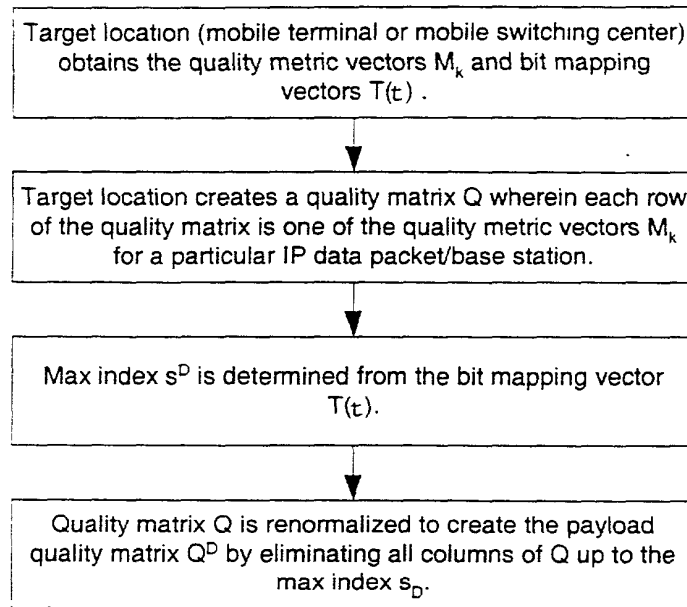 Target location (mobile terminal or mobile switching center)
obtains the quality metric vectors Mk and bit mapping
vectors T(t) .
Target location creates a quality matrix Q wherein each row
of the quality matrix is one of the quality metric vectors Mk
for a particular IP data packet/base station.
Max index sD is determined from the bit mapping vector
T(t).
Quality matrix Q is renormalized to create the payload
quality matrix QD by eliminating all columns of Q up to the
max index sD.